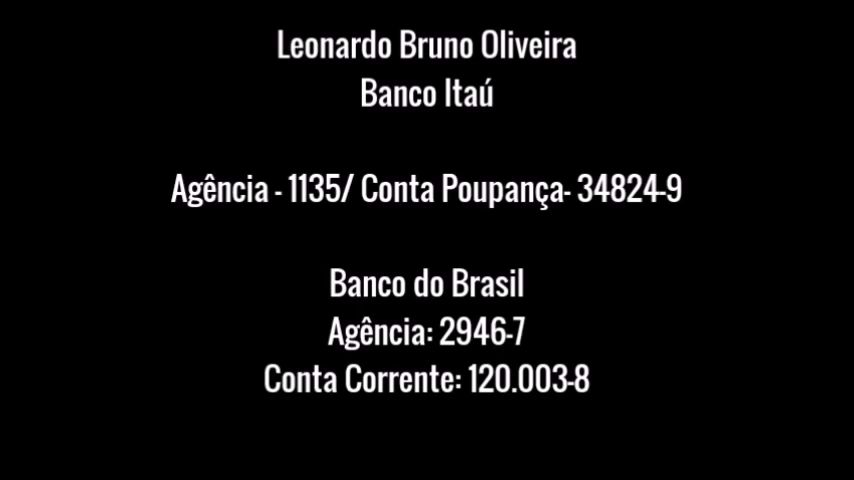 Leonardo Bruno Oliveira
Banco Itaú
Agência - 1135/ Conta Poupança- 34824-9
Banco do Brasil
Agência: 2946-7
Conta Corrente: 120.003-8